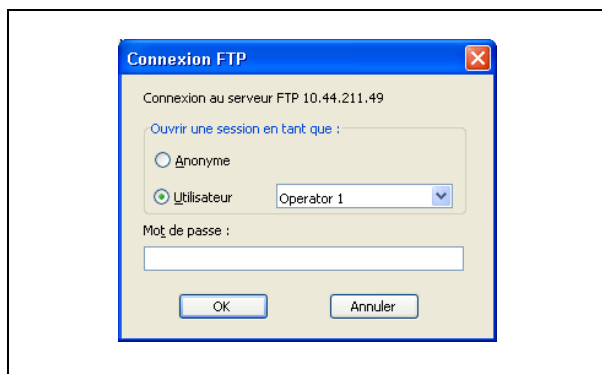 Connexion FTP
Connexion au serveur FTP 10.44.211.49
Ouvrir une session en tant que :
Anonyme
Utilisateur Operator 1
Mot de passe :
OK Annuler